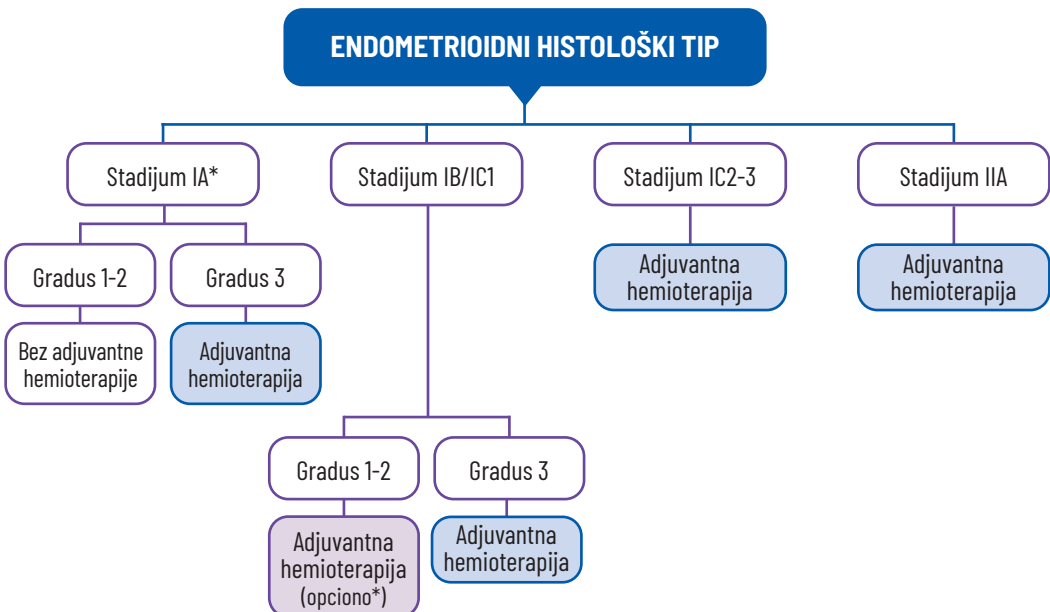 ENDOMETRIOIDNI HISTOLOŠKI TIP
Stadijum IA*
Stadijum IB/IC1
Stadijum IC2-3
Stadijum IIA
Gradus 1-2
Gradus 3
Adjuvantna
hemioterapija
Adjuvantna
hemioterapija
Bez adjuvantne
hemioterapije
Adjuvantna
hemioterapija
Gradus 1-2
Gradus 3
Adjuvantna
hemioterapija
(opciono*)
Adjuvantna
hemioterapija